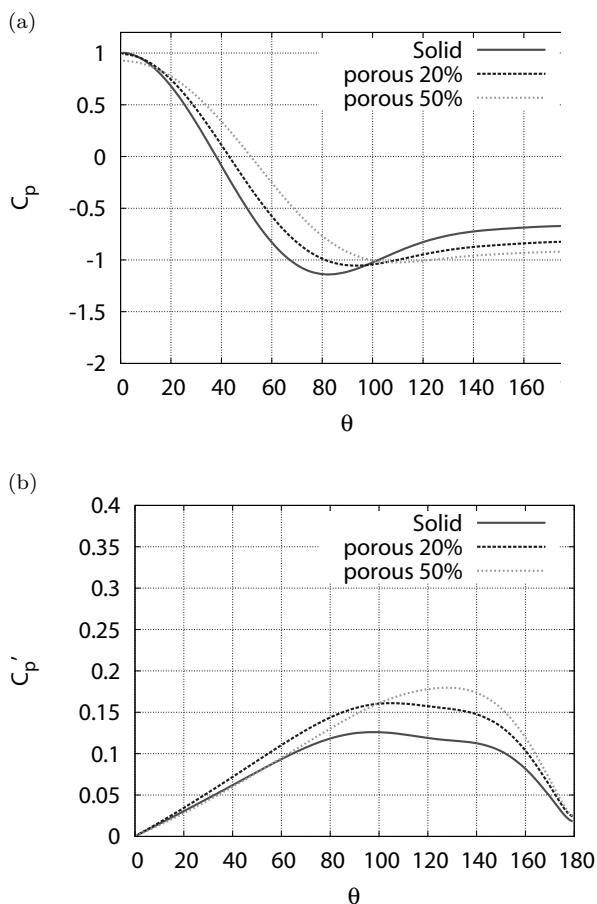 (a)
1
0.5
0
-0.5
-1
-1.5
-2
Cp
Solid
porous 20%
porous 50%
0 20 40 60 80 100 120 140 160
θ
(b)
0.4
0.35
0.3
0.25
0.2
0.15
0.1
0.05
0
Cp'
Solid
porous 20%
porous 50%
0 20 40 60 80 100 120 140 160 180
θ